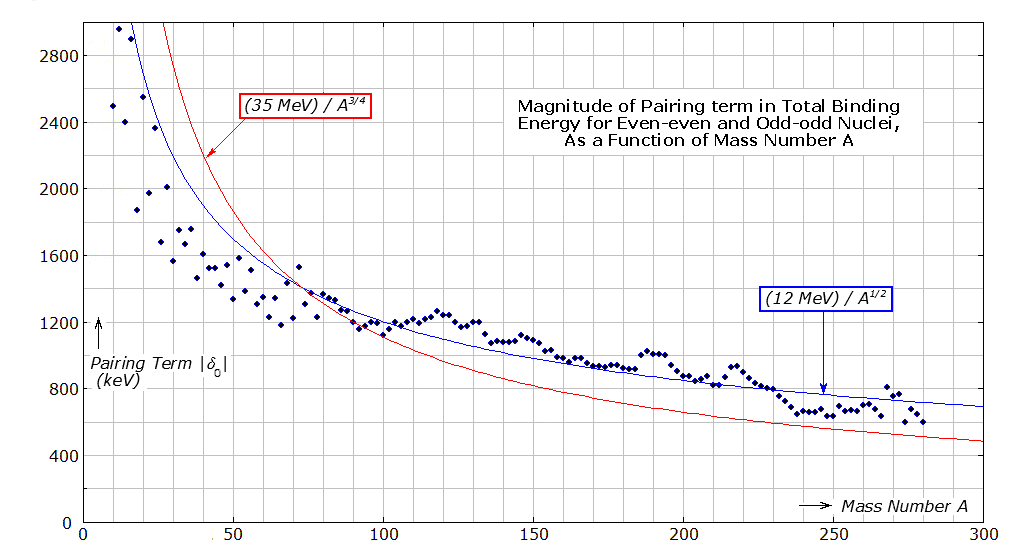 2800
2400
2000
1600
1200
800
400
0
(35 MeV) / A^3/4
Magnitude of Pairing term in Total Binding
Energy for Even-even and Odd-odd Nuclei,
As a Function of Mass Number A
(12 MeV) / A^1/2
Pairing Term |δ₀|
(keV)
Mass Number A
0 50 100 150 200 250 300